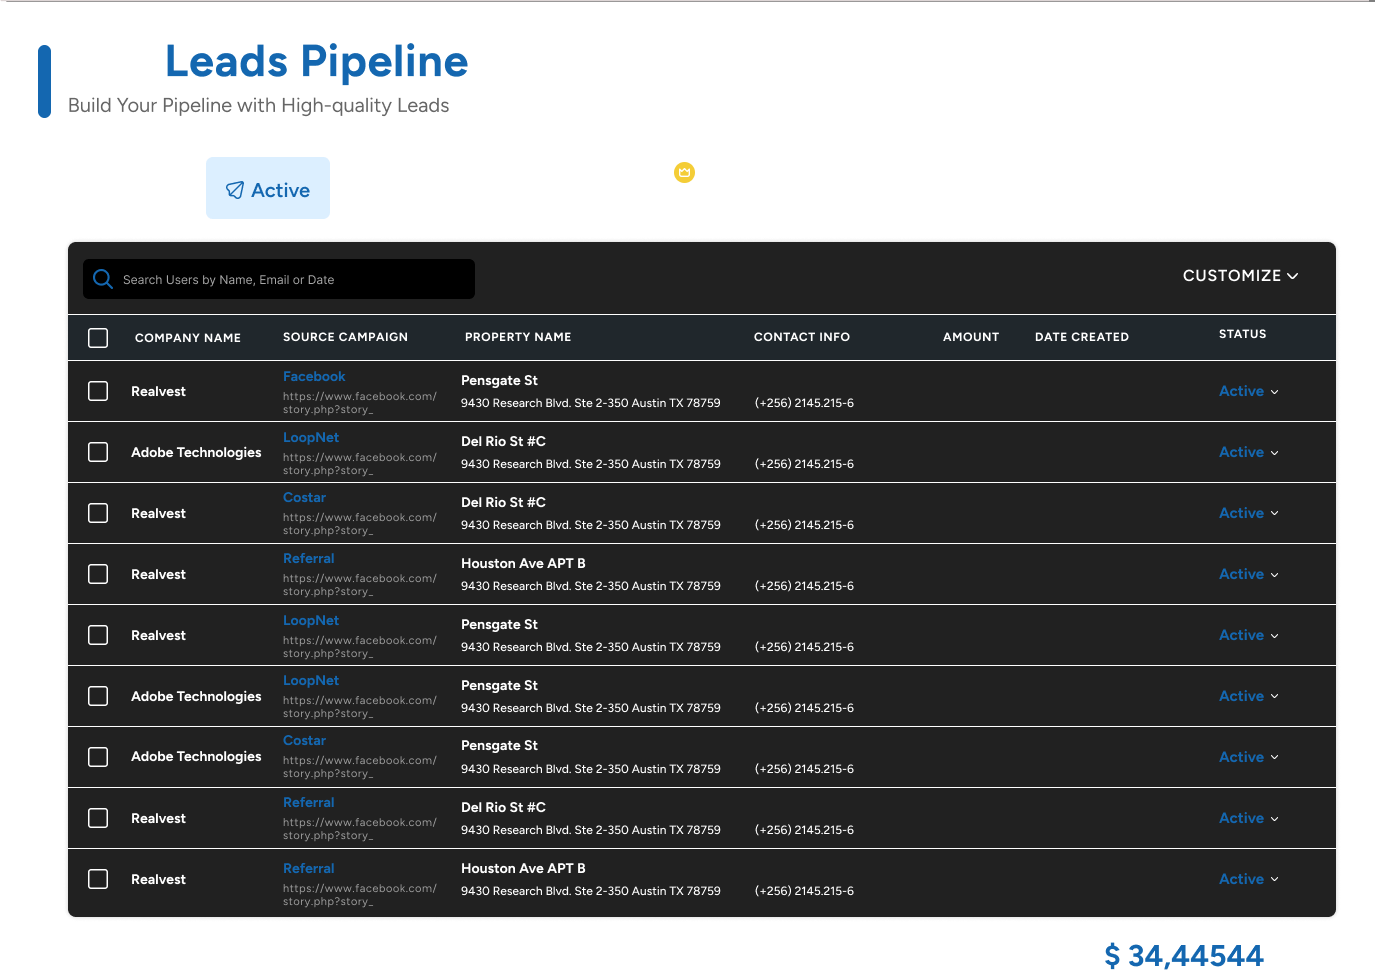 Leads Pipeline
Build Your Pipeline with High-quality Leads
Active
Search Users by Name, Email or Date
CUSTOMIZE
COMPANY NAME SOURCE CAMPAIGN PROPERTY NAME CONTACT INFO AMOUNT DATE CREATED STATUS
Facebook
Pensgate St
Realvest
Active
https://www.facebook.com/
story.php?story_
9430 Research Blvd. Ste 2-350 Austin TX 78759
(+256) 2145.215-6
LoopNet
Del Rio St #C
Adobe Technologies
Active
https://www.facebook.com/
story.php?story_
9430 Research Blvd. Ste 2-350 Austin TX 78759
(+256) 2145.215-6
Costar
Del Rio St #C
Realvest
Active
https://www.facebook.com/
story.php?story_
9430 Research Blvd. Ste 2-350 Austin TX 78759
(+256) 2145.215-6
Referral
Houston Ave APT B
Realvest
Active
https://www.facebook.com/
story.php?story_
9430 Research Blvd. Ste 2-350 Austin TX 78759
(+256) 2145.215-6
LoopNet
Pensgate St
Realvest
Active
https://www.facebook.com/
story.php?story_
9430 Research Blvd. Ste 2-350 Austin TX 78759
(+256) 2145.215-6
LoopNet
Pensgate St
Adobe Technologies
Active
https://www.facebook.com/
story.php?story_
9430 Research Blvd. Ste 2-350 Austin TX 78759
(+256) 2145.215-6
Costar
Pensgate St
Adobe Technologies
Active
https://www.facebook.com/
story.php?story_
9430 Research Blvd. Ste 2-350 Austin TX 78759
(+256) 2145.215-6
Referral
Del Rio St #C
Realvest
Active
https://www.facebook.com/
story.php?story_
9430 Research Blvd. Ste 2-350 Austin TX 78759
(+256) 2145.215-6
Referral
Houston Ave APT B
Realvest
Active
https://www.facebook.com/
story.php?story_
9430 Research Blvd. Ste 2-350 Austin TX 78759
(+256) 2145.215-6
$ 34,44544